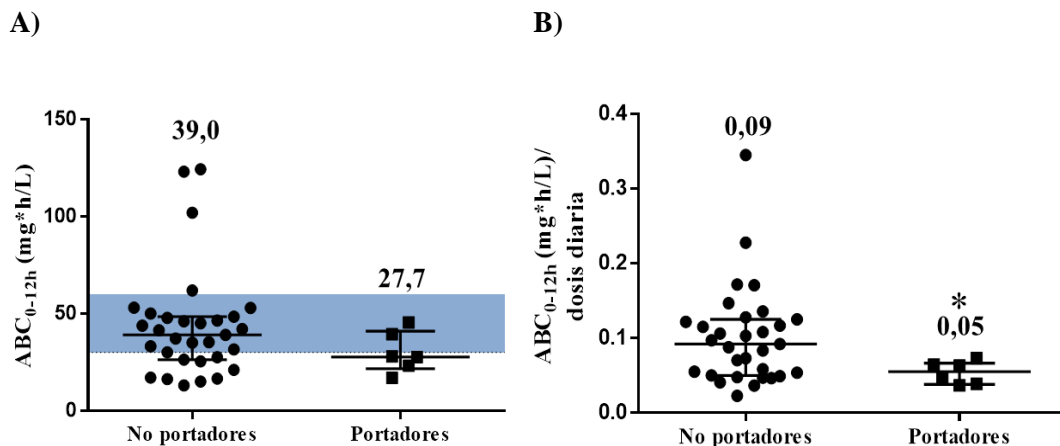 A)
ABC0-12h (mg*h/L)
150
100
50
0
39,0
27,7
No portadores
Portadores
B)
ABC0-12h (mg*h/L)/
dosis diaria
0.4
0.3
0.2
0.1
0.0
0,09
*
0,05
No portadores
Portadores